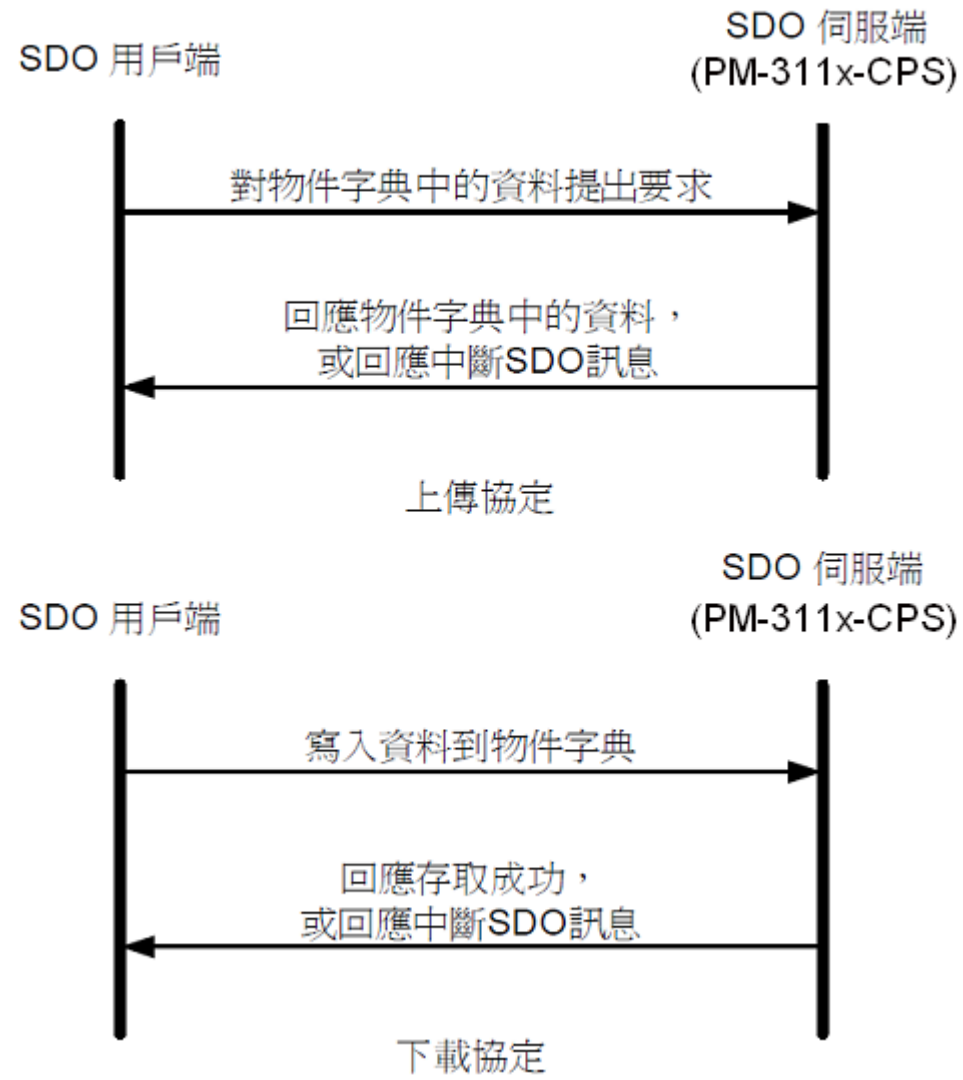 SDO 用戶端
SDO 伺服端
(PM-311x-CPS)
對物件字典中的資料提出要求
回應物件字典中的資料，
或回應中斷SDO訊息
上傳協定
SDO 用戶端
SDO 伺服端
(PM-311x-CPS)
寫入資料到物件字典
回應存取成功，
或回應中斷SDO訊息
下載協定